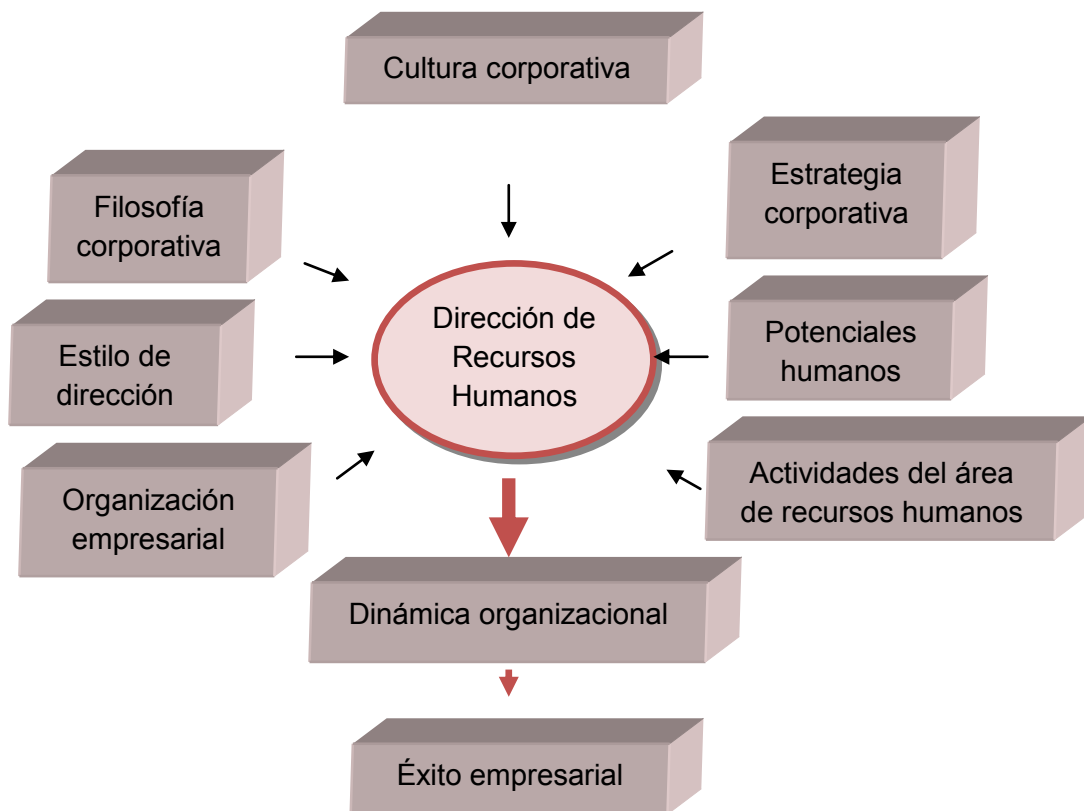 Cultura corporativa
Filosofía
corporativa
Estrategia
corporativa
Estilo de
dirección
Dirección de
Recursos
Humanos
Potenciales
humanos
Organización
empresarial
Actividades del área
de recursos humanos
Dinámica organizacional
Éxito empresarial